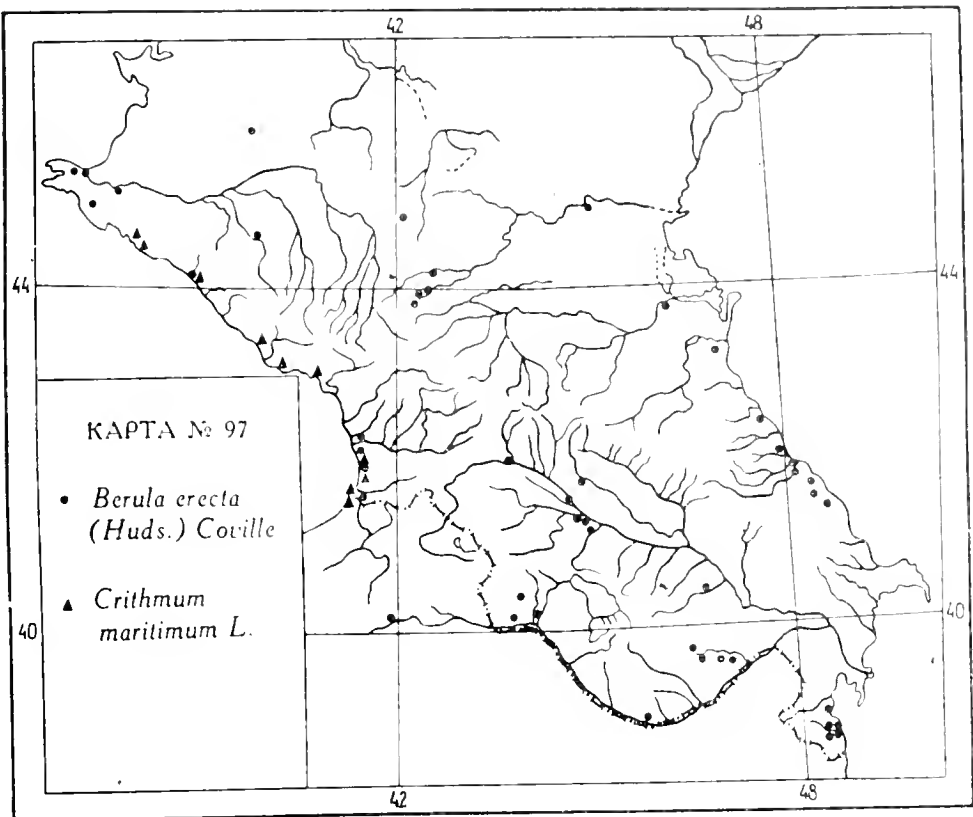 42 48
44 44
КАРТА № 97
Berula erecta
(Huds.) Coville
Crithmum
maritimum L.
40 40
42 48